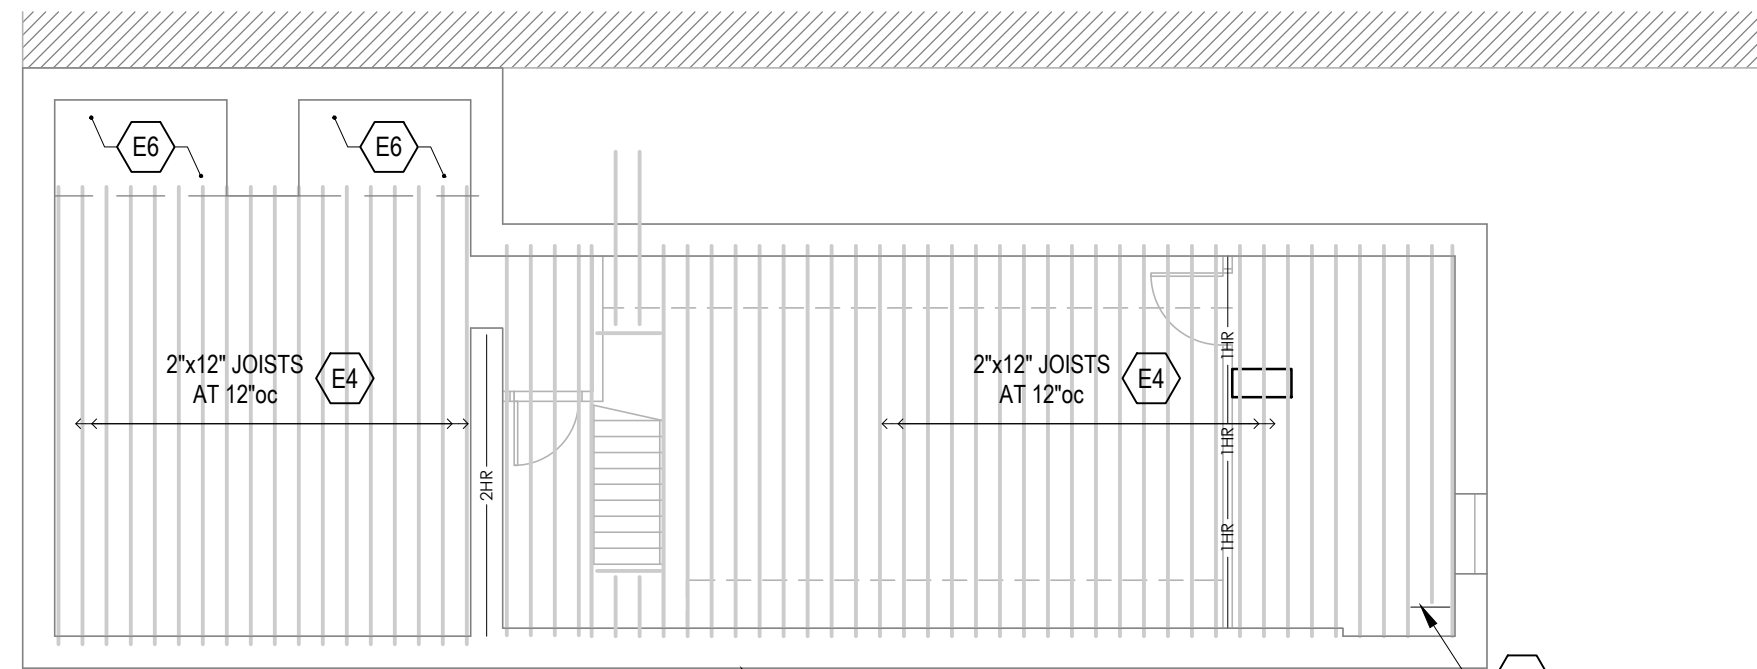 E6
E6
2"x12" JOISTS
AT 12"oc
E4
2"x12" JOISTS
AT 12"oc
E4
1HR
1HR
2HR
1HR